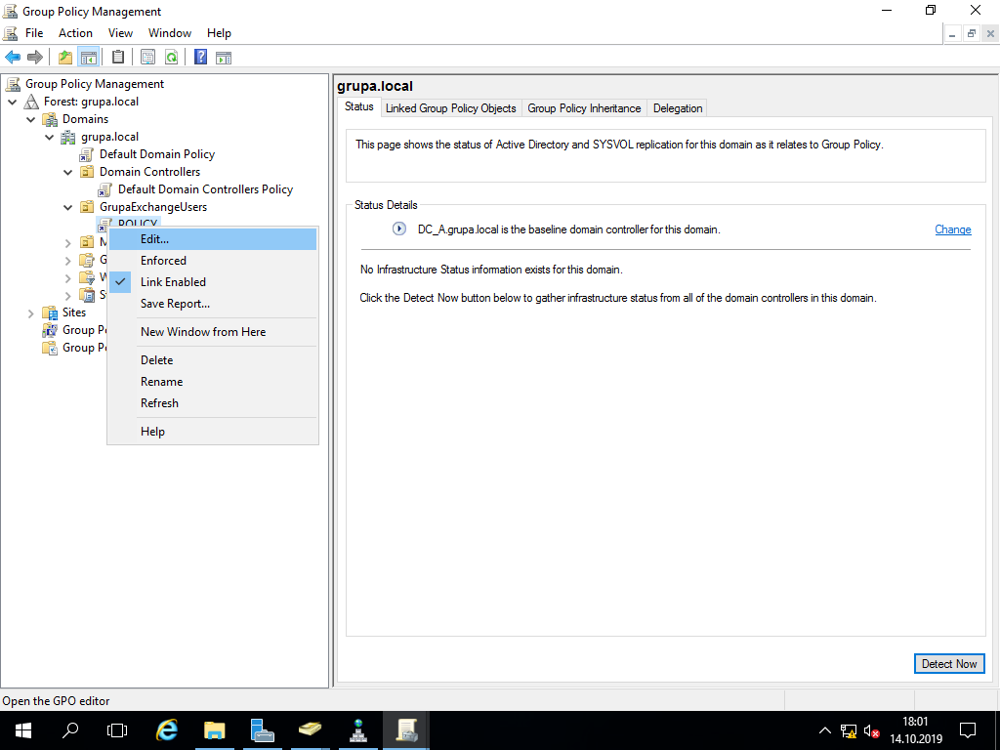 Group Policy Management
File Action View Window Help
Group Policy Management
Forest: grupa.local
Domains
grupa.local
Default Domain Policy
Domain Controllers
Default Domain Controllers Policy
GrupaExchangeUsers
POLICY
Edit...
Enforced
Link Enabled
Save Report...
New Window from Here
Delete
Rename
Refresh
Help
M
G
W
S
Sites
Group Po
Group Po
grupa.local
Status Linked Group Policy Objects Group Policy Inheritance Delegation
This page shows the status of Active Directory and SYSVOL replication for this domain as it relates to Group Policy.
Status Details
DC_A.grupa.local is the baseline domain controller for this domain. Change
No Infrastructure Status information exists for this domain.
Click the Detect Now button below to gather infrastructure status from all of the domain controllers in this domain.
Detect Now
Open the GPO editor
18:01
14.10.2019